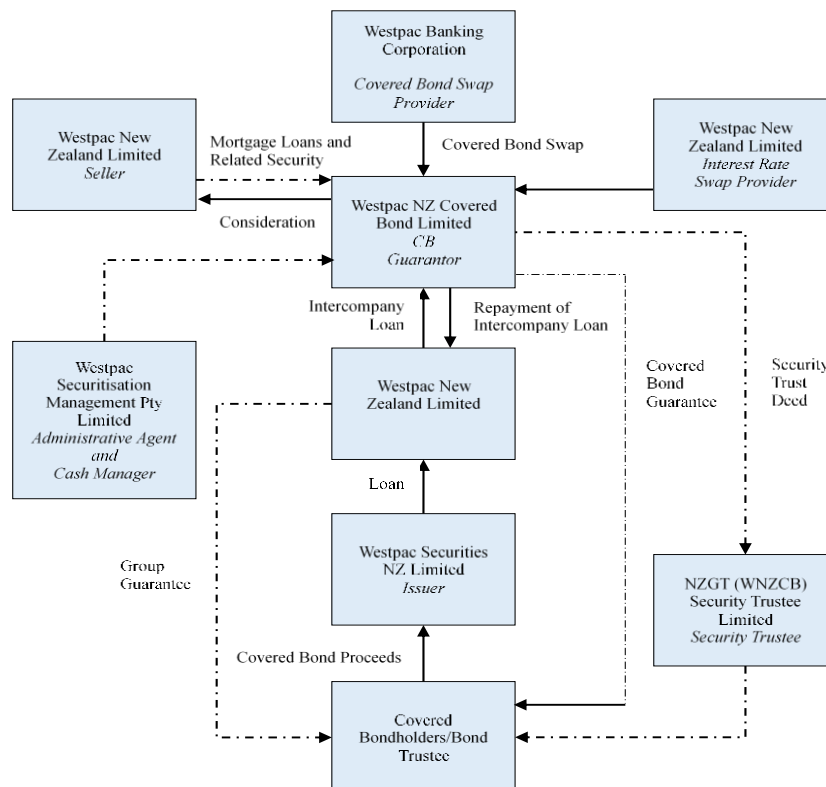 Westpac Banking
Corporation
Covered Bond Swap
Provider
Westpac New
Zealand Limited
Seller
Mortgage Loans and
Related Security
Covered Bond Swap
Westpac New
Zealand Limited
Interest Rate
Swap Provider
Consideration
Westpac NZ Covered
Bond Limited
CB
Guarantor
Intercompany
Loan
Repayment of
Intercompany Loan
Westpac
Securitisation
Management Pty
Limited
Administrative Agent
and
Cash Manager
Westpac New
Zealand Limited
Covered
Bond
Guarantee
Security
Trust
Deed
Loan
Group
Guarantee
Westpac Securities
NZ Limited
Issuer
NZGT (WNZCB)
Security Trustee
Limited
Security Trustee
Covered Bond Proceeds
Covered
Bondholders/Bond
Trustee